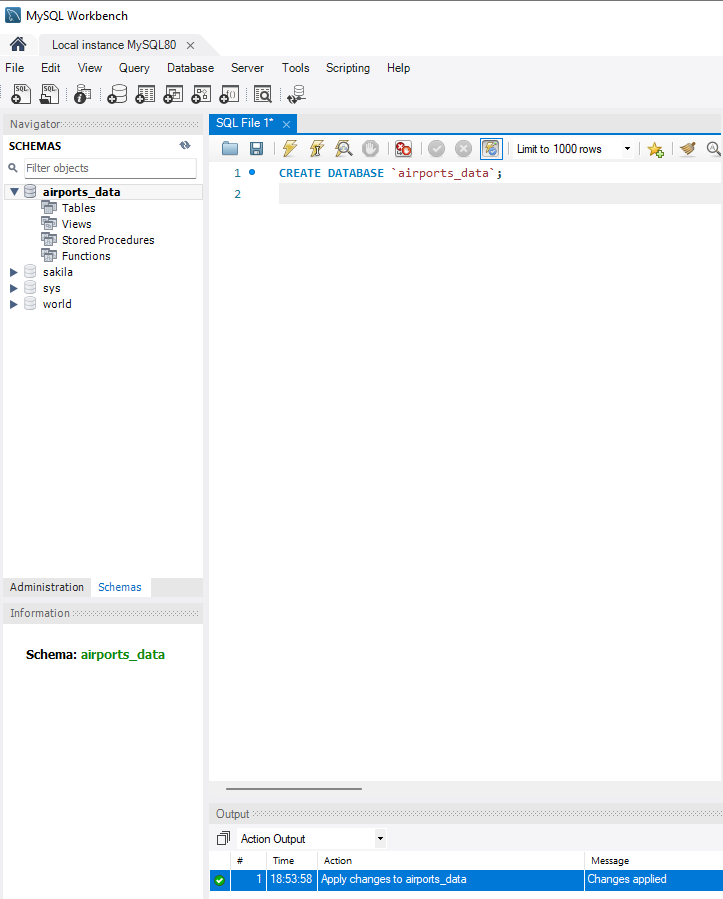 MySQL Workbench
Local instance MySQL80
File Edit View Query Database Server Tools Scripting Help
SQL SQL
Navigator
SCHEMAS
Filter objects
airports_data
Tables
Views
Stored Procedures
Functions
sakila
sys
world
Administration Schemas
Information
Schema: airports_data
SQL File 1*
Limit to 1000 rows
1 CREATE DATABASE `airports_data`;
2
Output
Action Output
# Time Action Message
1 18:53:58 Apply changes to airports_data Changes applied